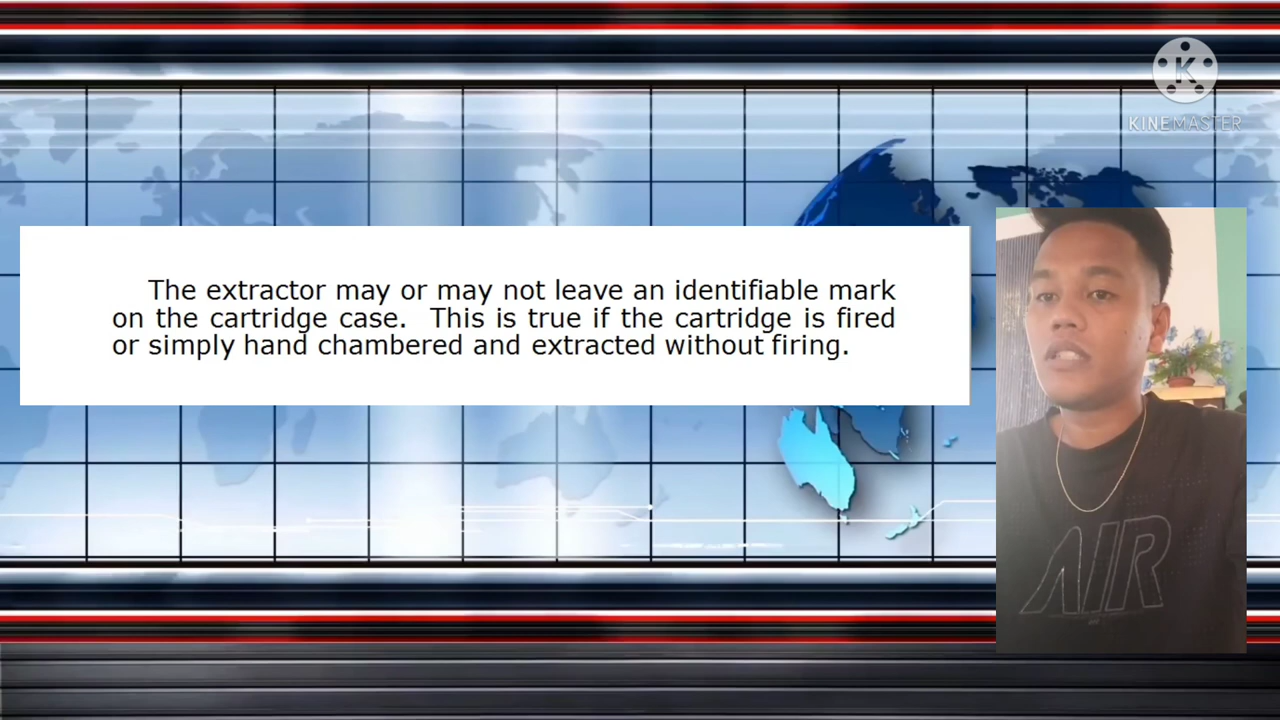 K
KINEMASTER
The extractor may or may not leave an identifiable mark
on the cartridge case.  This is true if the cartridge is fired
or simply hand chambered and extracted without firing.
AIR